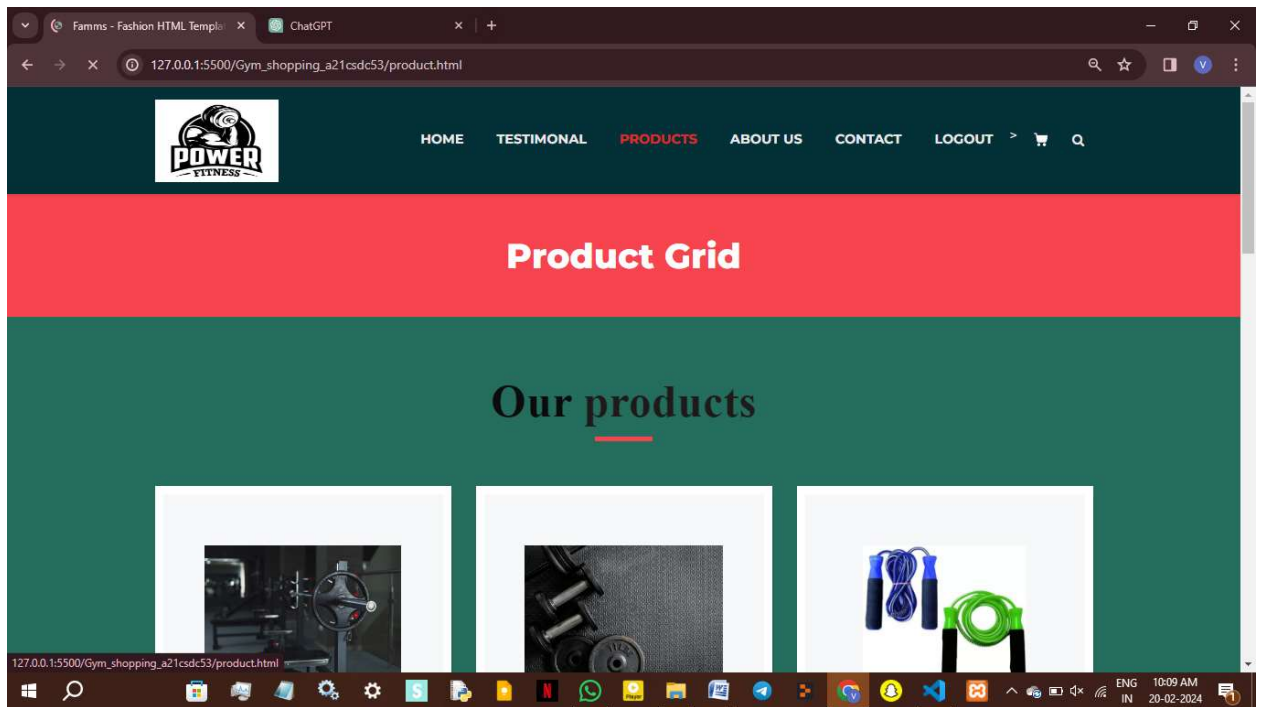 Famms - Fashion HTML Templa
ChatGPT
127.0.0.1:5500/Gym_shopping_a21csdc53/product.html
V
POWER
FITNESS
HOME TESTIMONAL PRODUCTS ABOUT US CONTACT LOGOUT >
Product Grid
Our products
127.0.0.1:5500/Gym_shopping_a21csdc53/product.html
ENG 10:09 AM
IN 20-02-2024